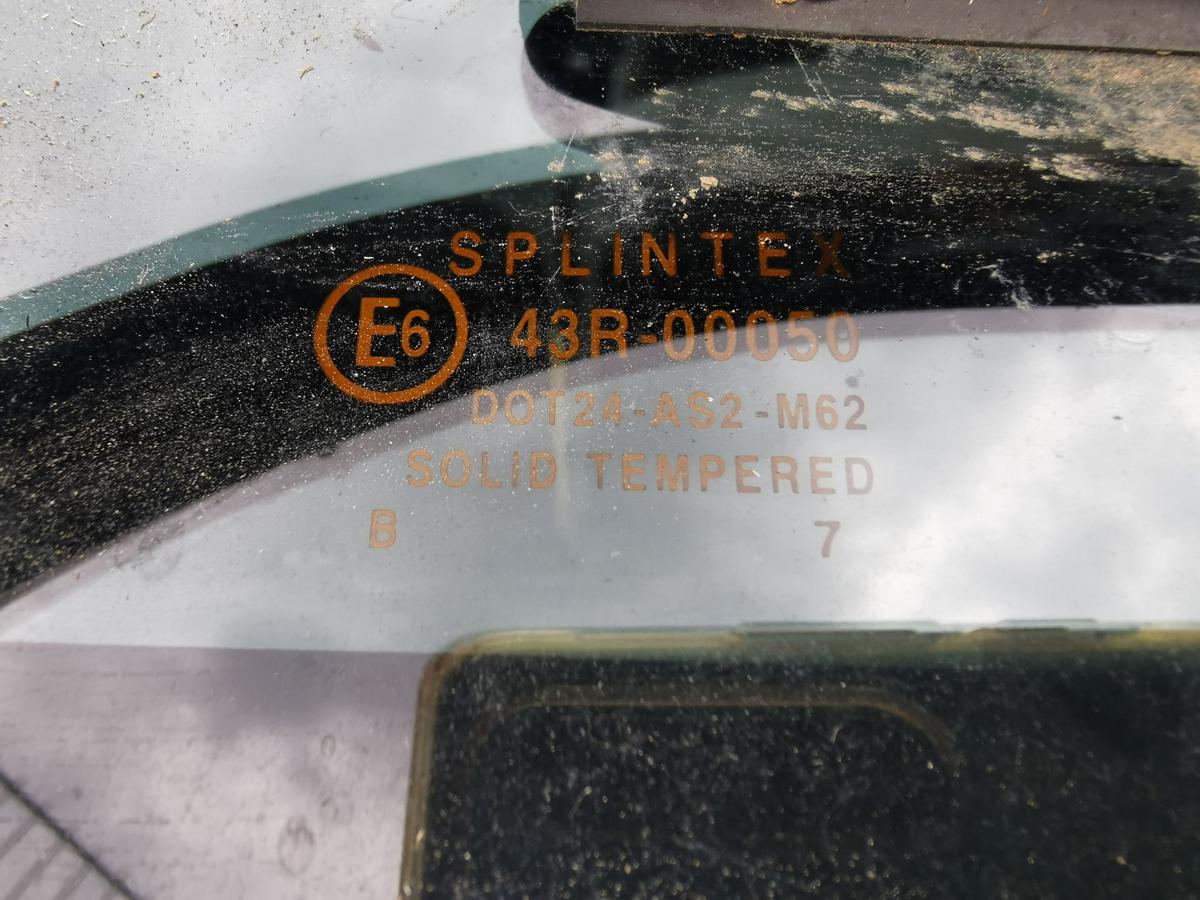 SPLINTEX
E6 43R-00050
DOT24-AS2-M62
SOLID TEMPERED
B 7